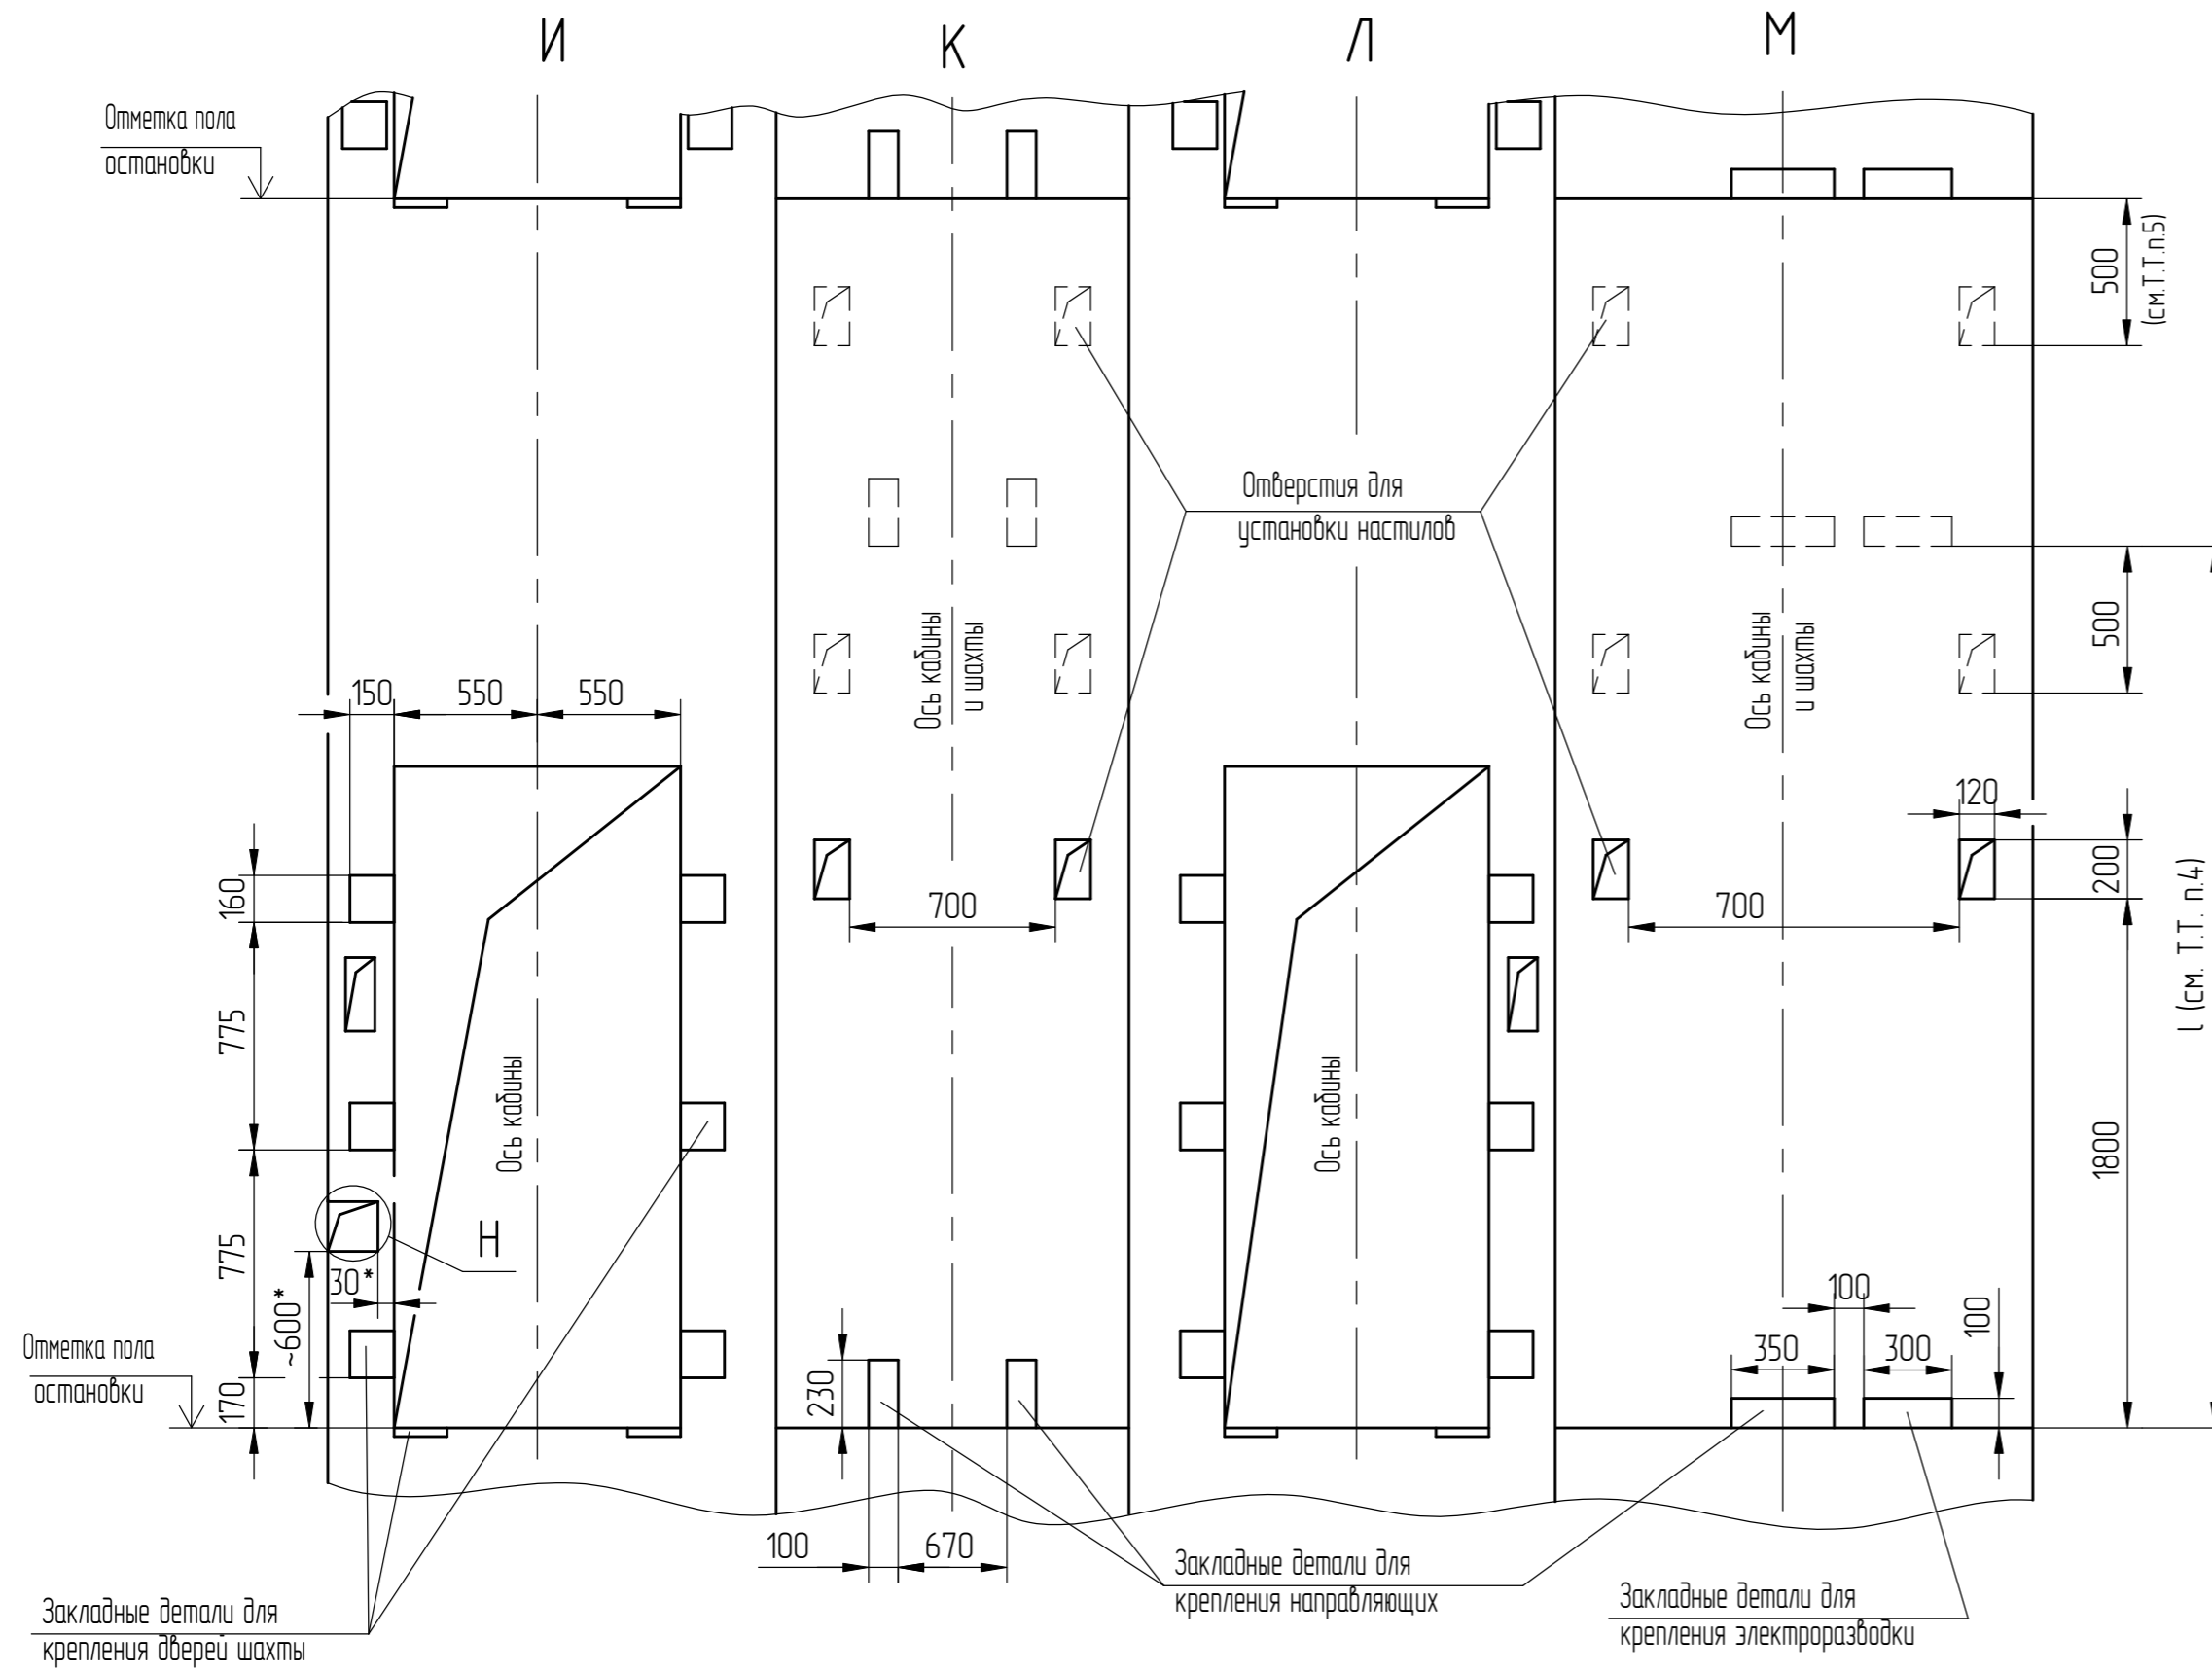 И
К
Л
М
Отметка пола
остановки
500
(см.Т.Т.п.5)
Отверстия для
установки настилов
Ось кабины
и шахты
Ось кабины
и шахты
500
150
550
550
120
160
200
700
700
l (см. Т.Т. п.4)
775
Ось кабины
Ось кабины
1800
775
Н
30*
~600*
100
100
Отметка пола
остановки
350
300
170
230
100
670
Закладные детали для
крепления направляющих
Закладные детали для
крепления дверей шахты
Закладные детали для
крепления электроразводки